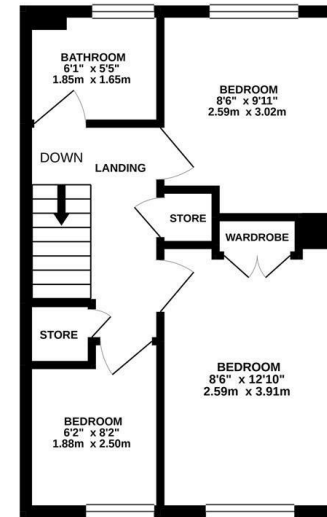 BATHROOM
6'1" x 5'5"
1.85m x 1.65m
BEDROOM
8'6" x 9'11"
2.59m x 3.02m
DOWN
LANDING
STORE
WARDROBE
STORE
BEDROOM
8'6" x 12'10"
2.59m x 3.91m
BEDROOM
6'2" x 8'2"
1.88m x 2.50m